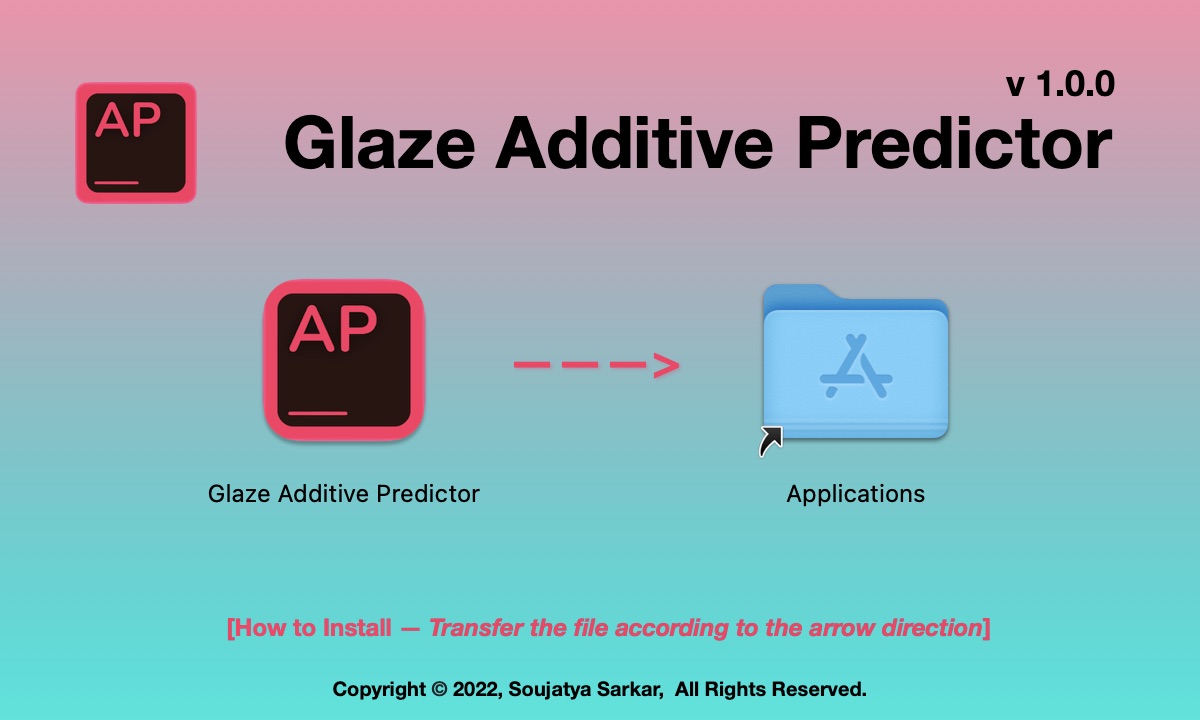 v 1.0.0
AP
Glaze Additive Predictor
AP
--->
Glaze Additive Predictor
Applications
[How to Install — Transfer the file according to the arrow direction]
Copyright © 2022, Soujatya Sarkar,  All Rights Reserved.